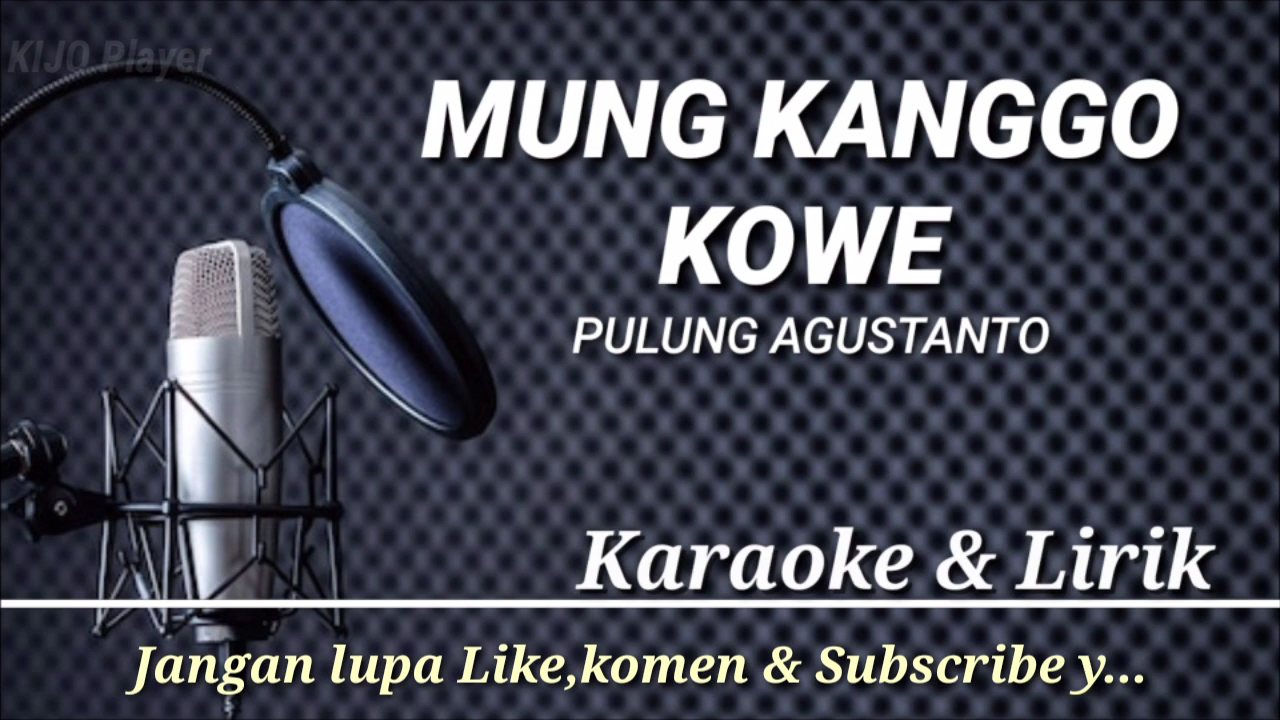 KIJO Player
MUNG KANGGO
KOWE
PULUNG AGUSTANTO
Karaoke & Lirik
Jangan lupa Like,komen & Subscribe y...